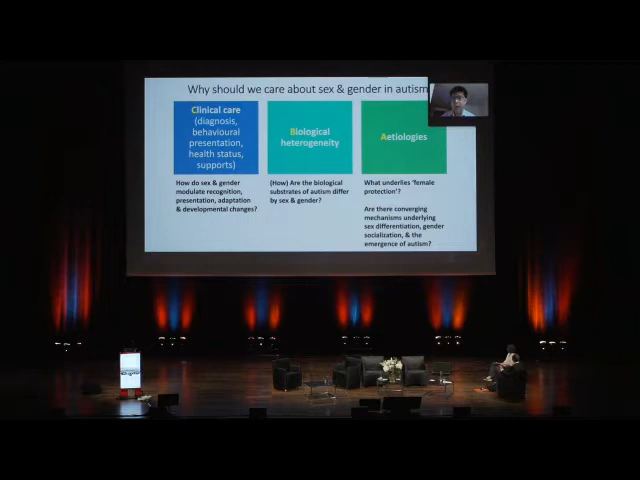 Why should we care about sex & gender in autism
Clinical care
(diagnosis,
behavioural
presentation,
health status,
supports)
Biological
heterogeneity
Aetiologies
How do sex & gender
modulate recognition,
presentation, adaptation
& developmental changes?
(How) Are the biological
substrates of autism differ
by sex & gender?
What underlies 'female
protection'?
Are there converging
mechanisms underlying
sex differentiation, gender
socialization, & the
emergence of autism?